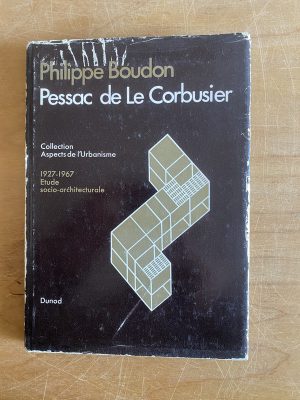 Philippe Boudon
Pessac de Le Corbusier
Collection
Aspects de l'Urbanisme
1927-1967
Etude
socio-architecturale
Dunod